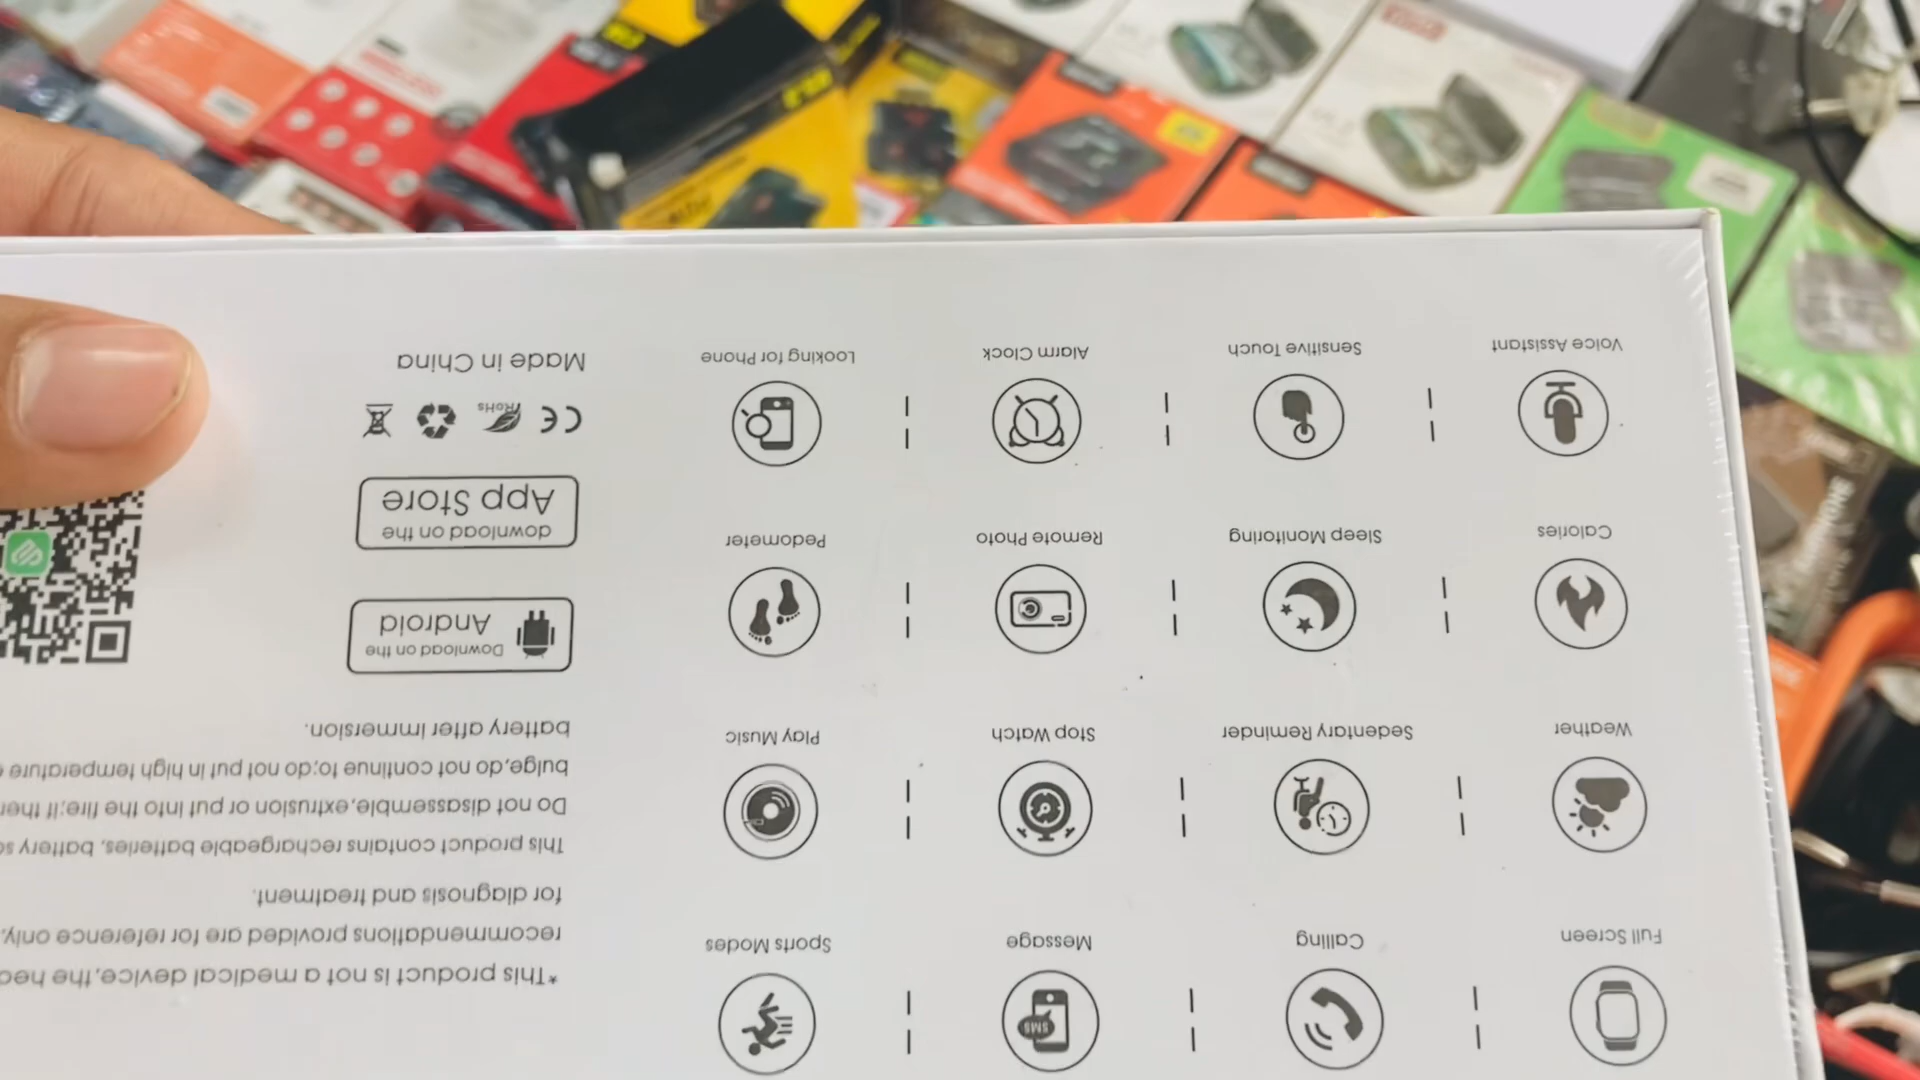 Full Screen
Calling
Message
Sports Modes
Weather
Sedentary Reminder
Stop Watch
Play Music
Calories
Sleep Monitoring
Remote Photo
Pedometer
Voice Assistant
Sensitive Touch
Alarm Clock
Looking for Phone
SMS
*This product is not a medical device, the
recommendations provided are for reference only,
for diagnosis and treatment.
This product contains rechargeable batteries, battery
Do not disassemble, extrusion or put into the fire; if
bulge, do not continue to; do not put in high temperature
battery after immersion.
Download on the
Android
download on the
App Store
CE RoHS
Made in China